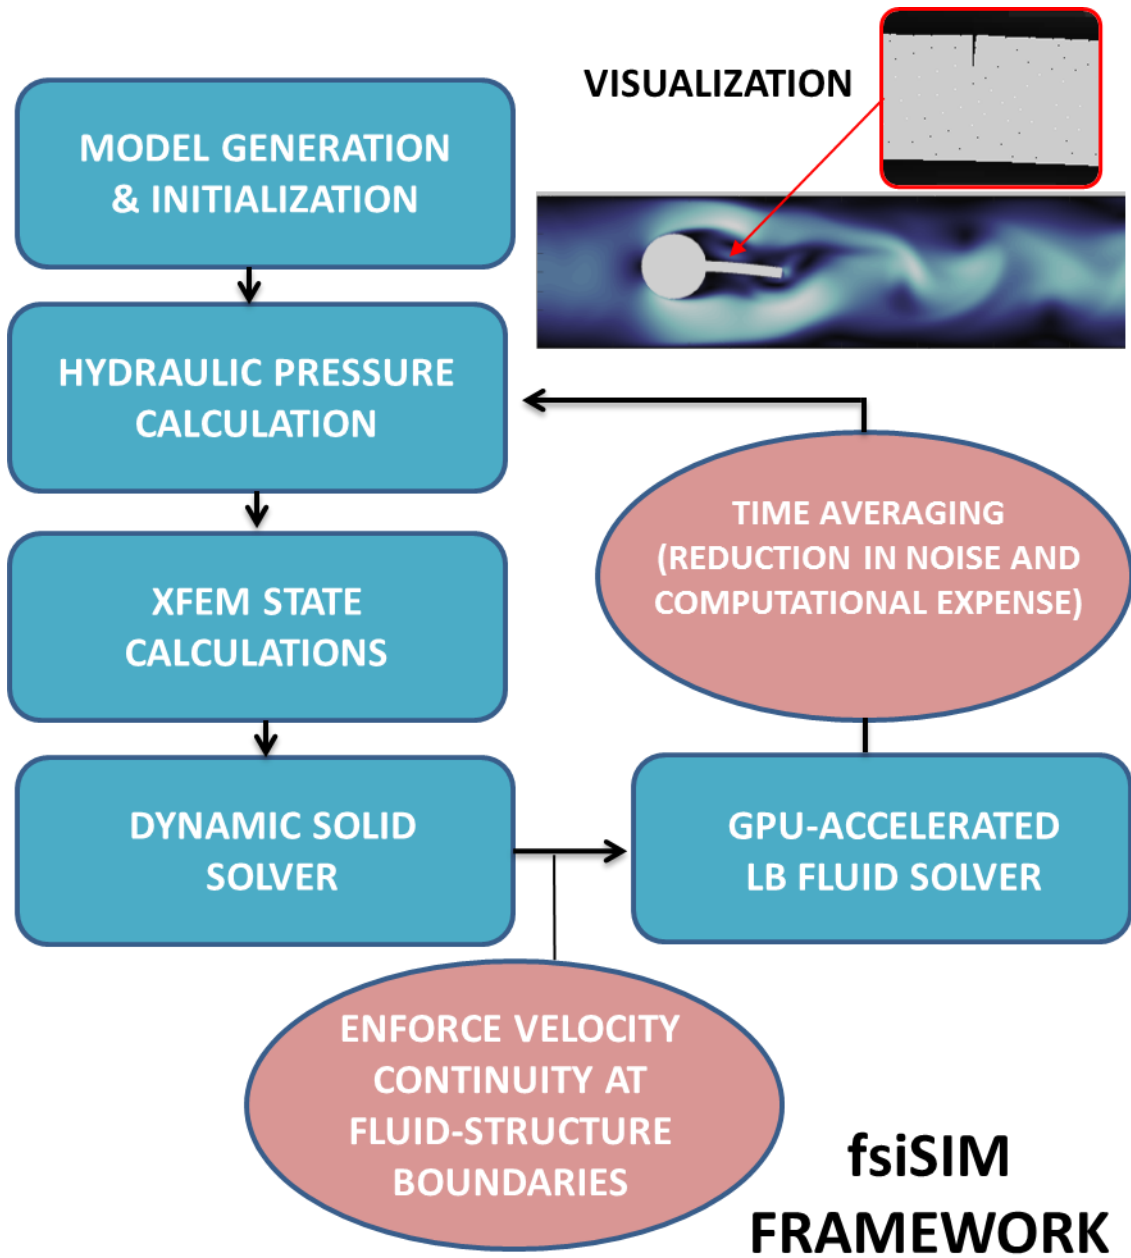 VISUALIZATION
MODEL GENERATION
& INITIALIZATION
HYDRAULIC PRESSURE
CALCULATION
TIME AVERAGING
(REDUCTION IN NOISE AND
COMPUTATIONAL EXPENSE)
XFEM STATE
CALCULATIONS
DYNAMIC SOLID
SOLVER
GPU-ACCELERATED
LB FLUID SOLVER
ENFORCE VELOCITY
CONTINUITY AT
FLUID-STRUCTURE
BOUNDARIES
fsiSIM
FRAMEWORK